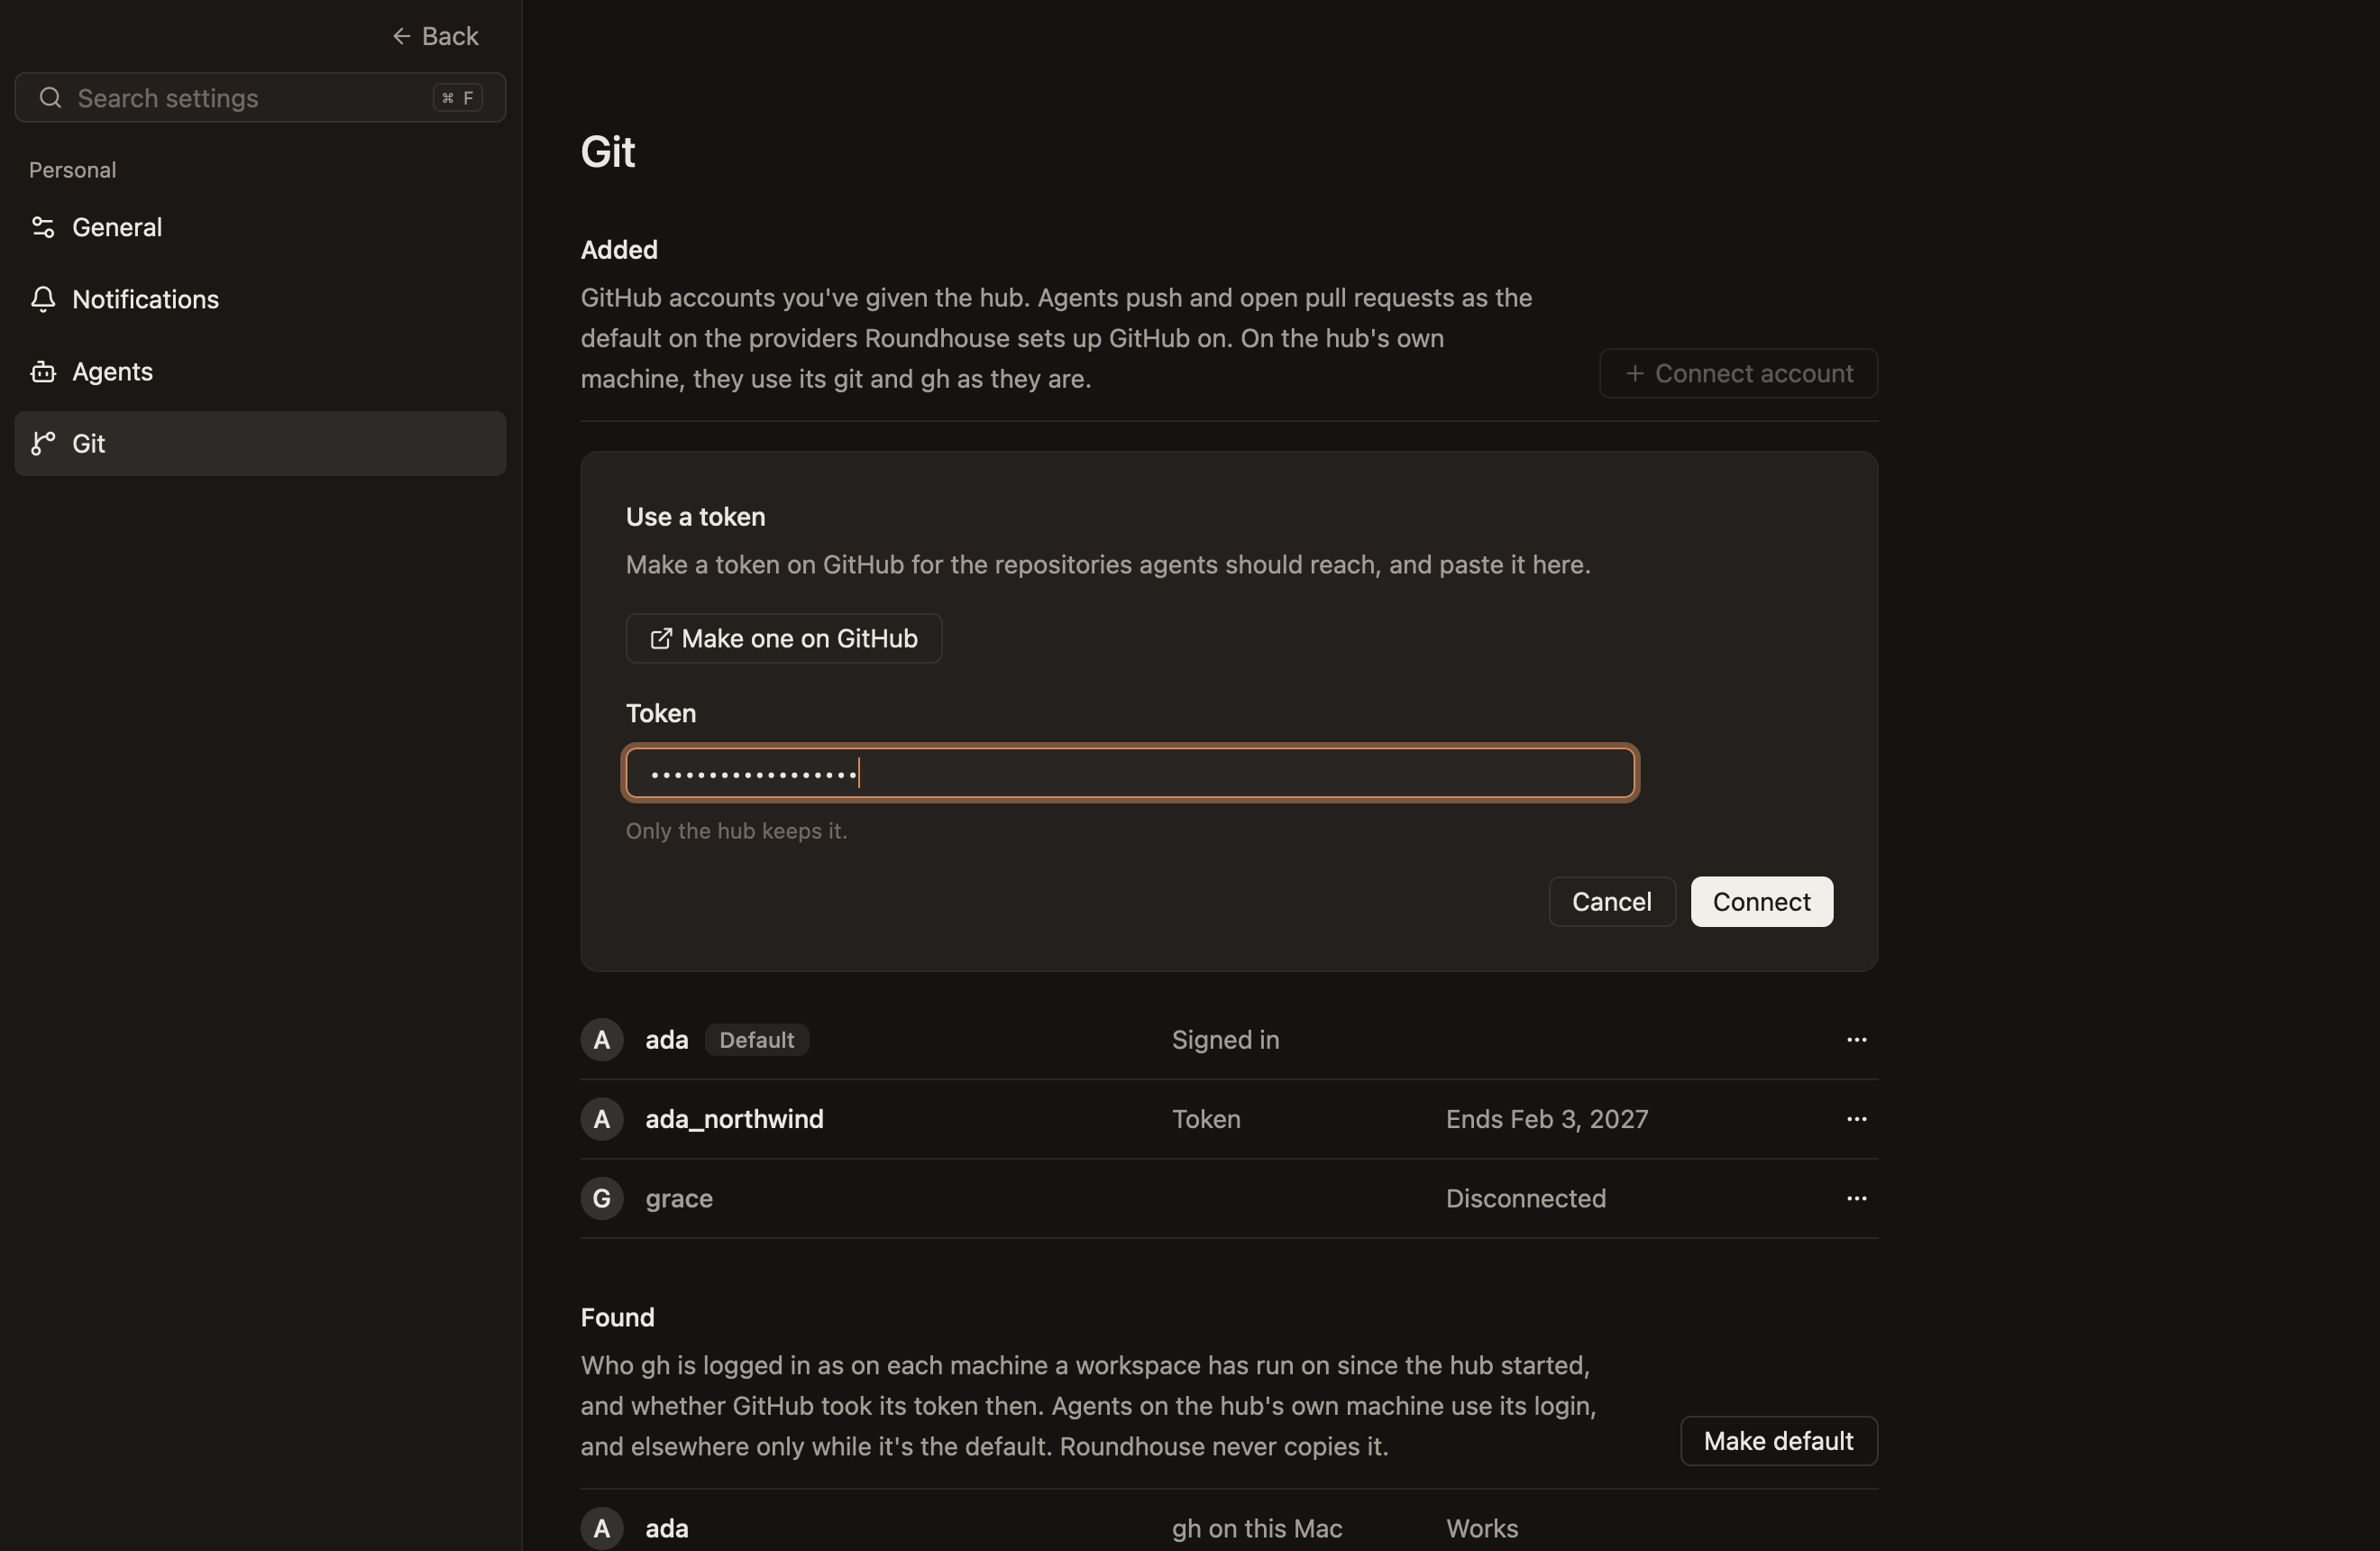 Back
Search settings
⌘ F
Personal
General
Notifications
Agents
Git
Git
Added
GitHub accounts you've given the hub. Agents push and open pull requests as the
default on the providers Roundhouse sets up GitHub on. On the hub's own
machine, they use its git and gh as they are.
Connect account
Use a token
Make a token on GitHub for the repositories agents should reach, and paste it here.
Make one on GitHub
Token
••••••••••••••••••
Only the hub keeps it.
Cancel
Connect
A ada Default Signed in
A ada_northwind Token Ends Feb 3, 2027
G grace Disconnected
Found
Who gh is logged in as on each machine a workspace has run on since the hub started,
and whether GitHub took its token then. Agents on the hub's own machine use its login,
and elsewhere only while it's the default. Roundhouse never copies it.
Make default
A ada gh on this Mac Works